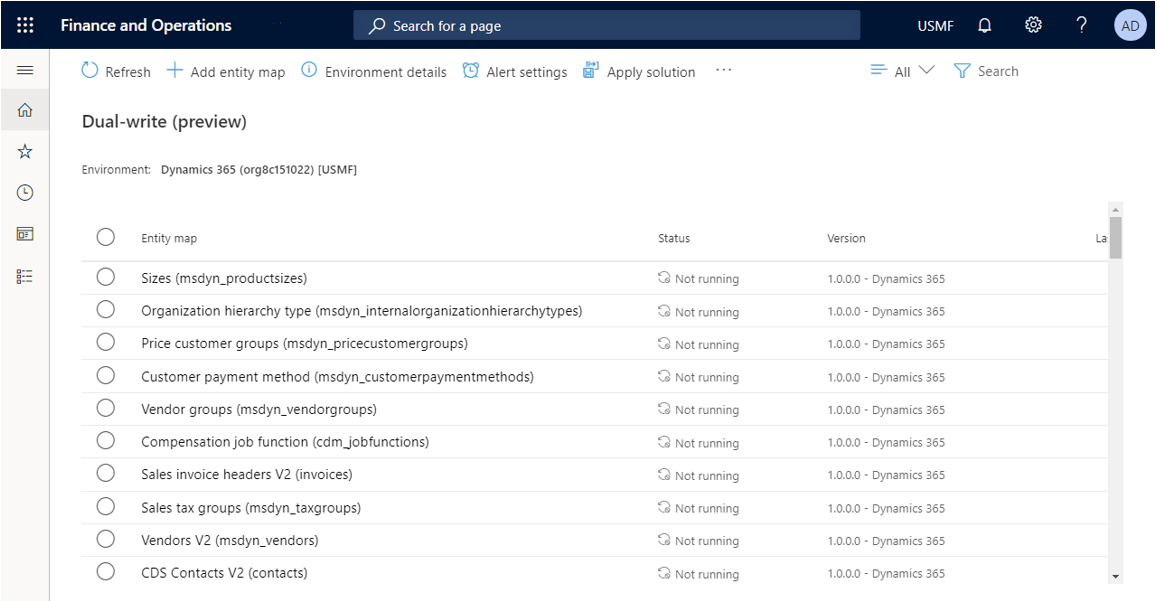 Finance and Operations Search for a page USMF ? AD
Refresh Add entity map Environment details Alert settings Apply solution ... All Search
Dual-write (preview)
Environment: Dynamics 365 (org8c151022) [USMF]
Entity map Status Version La
Sizes (msdyn_productsizes) Not running 1.0.0.0 - Dynamics 365
Organization hierarchy type (msdyn_internalorganizationhierarchytypes) Not running 1.0.0.0 - Dynamics 365
Price customer groups (msdyn_pricecustomergroups) Not running 1.0.0.0 - Dynamics 365
Customer payment method (msdyn_customerpaymentmethods) Not running 1.0.0.0 - Dynamics 365
Vendor groups (msdyn_vendorgroups) Not running 1.0.0.0 - Dynamics 365
Compensation job function (cdm_jobfunctions) Not running 1.0.0.0 - Dynamics 365
Sales invoice headers V2 (invoices) Not running 1.0.0.0 - Dynamics 365
Sales tax groups (msdyn_taxgroups) Not running 1.0.0.0 - Dynamics 365
Vendors V2 (msdyn_vendors) Not running 1.0.0.0 - Dynamics 365
CDS Contacts V2 (contacts) Not running 1.0.0.0 - Dynamics 365